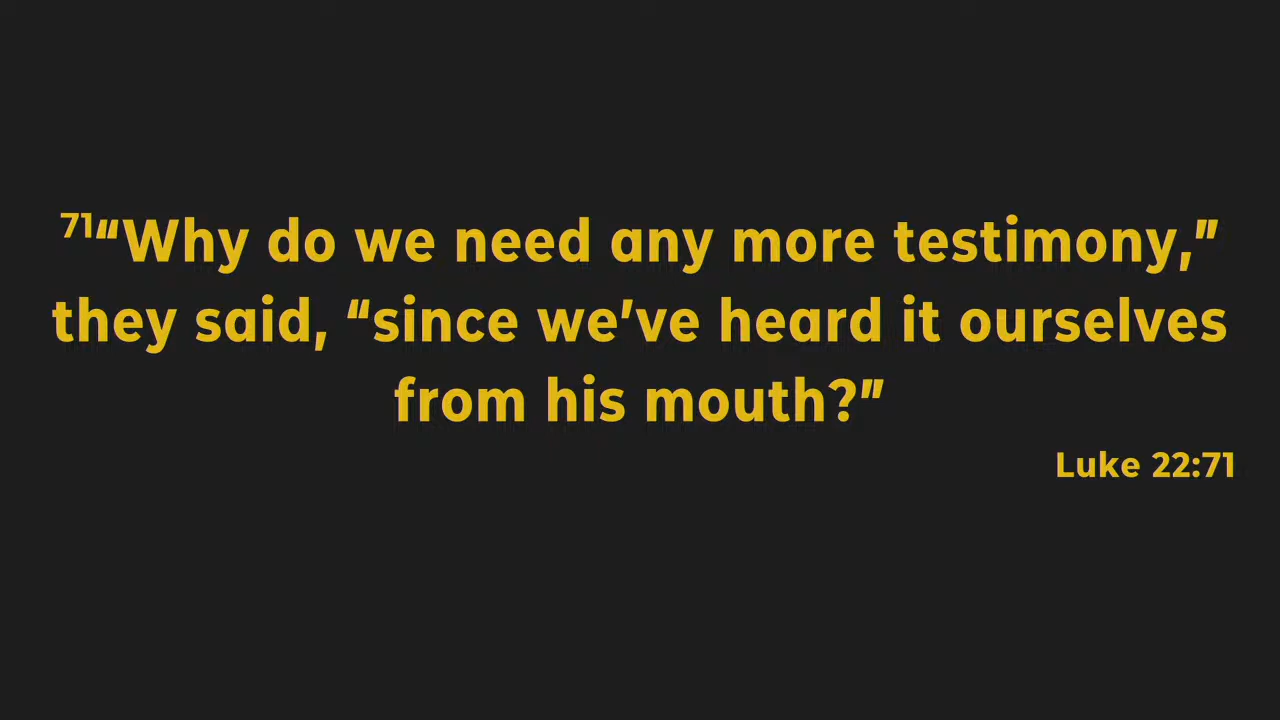 71“Why do we need any more testimony,”
they said, “since we’ve heard it ourselves
from his mouth?”
Luke 22:71